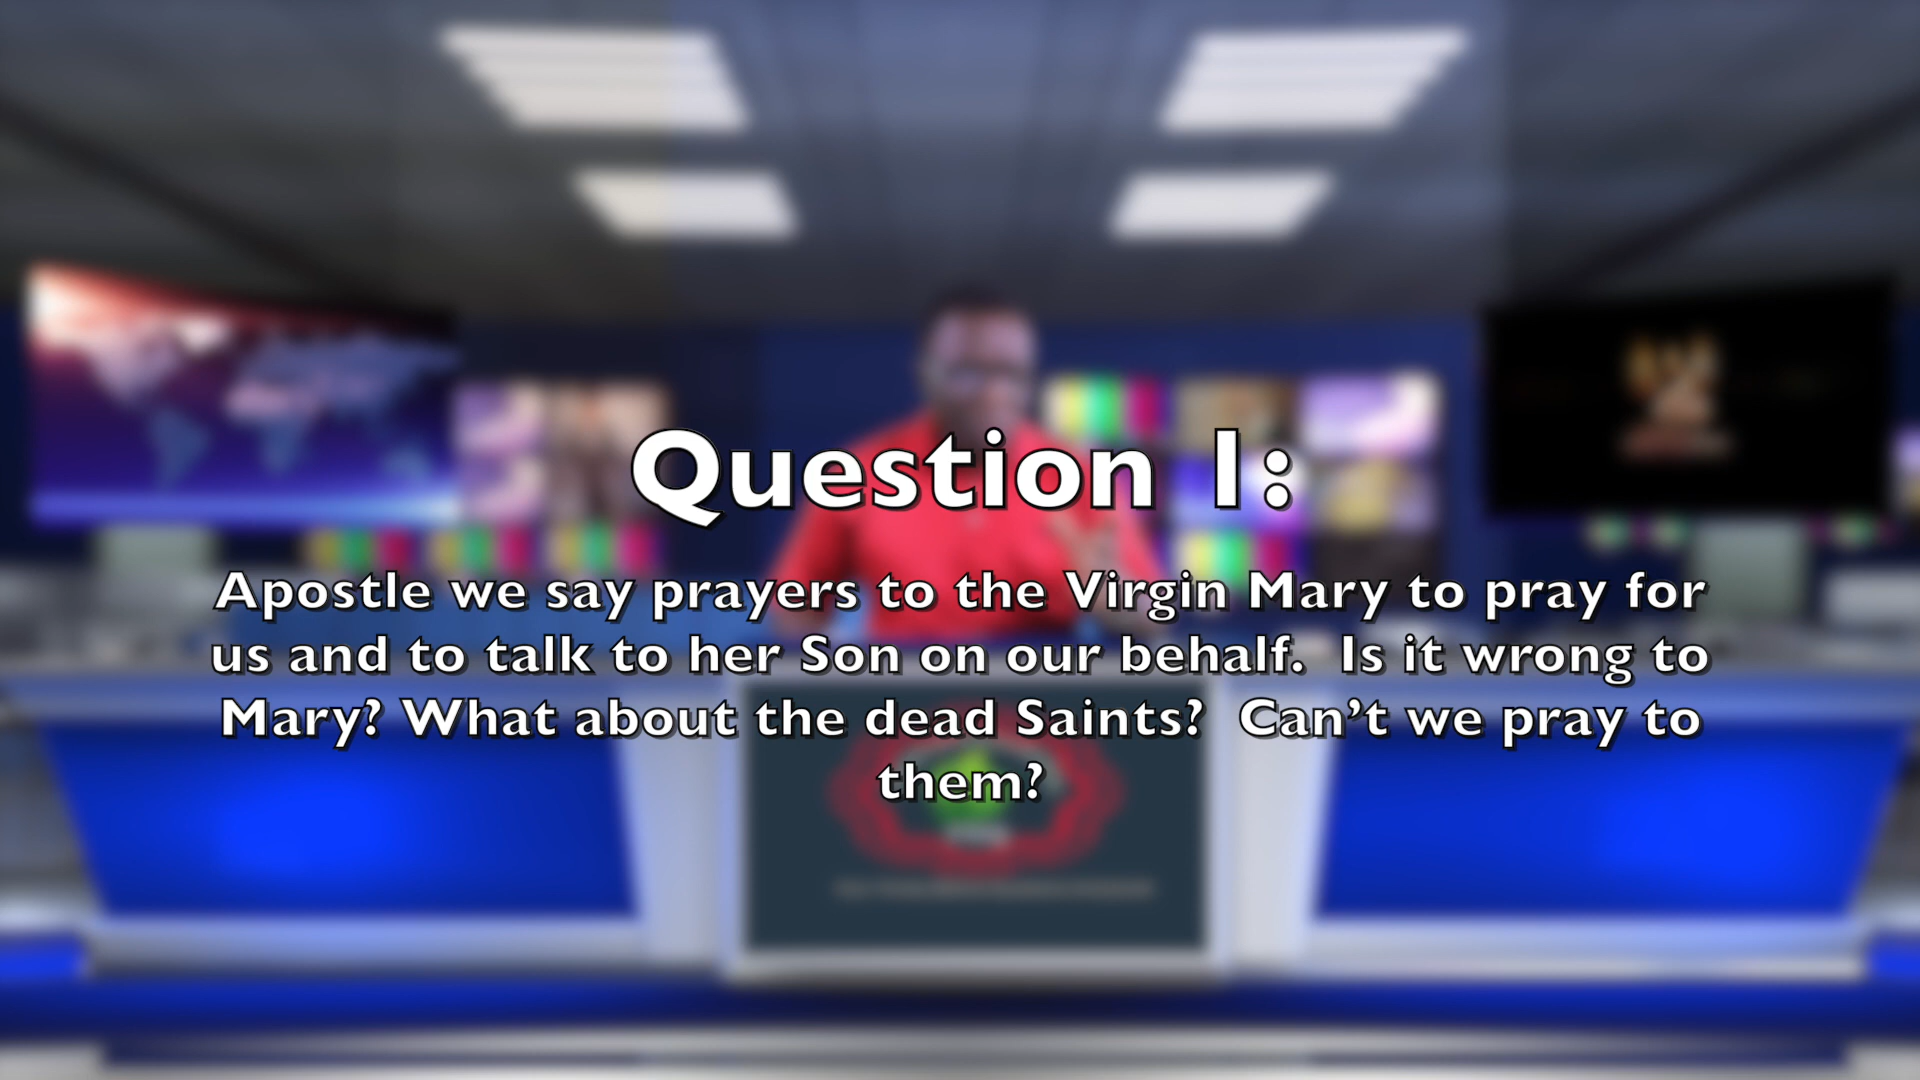 Question 1:
Apostle we say prayers to the Virgin Mary to pray for
us and to talk to her Son on our behalf.  Is it wrong to
Mary? What about the dead Saints?  Can’t we pray to
them?